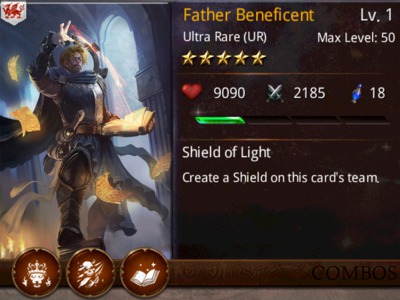 Father Beneficent Lv. 1
Ultra Rare (UR) Max Level: 50
9090 2185 18
Shield of Light
Create a Shield on this card's team.
COMBOS